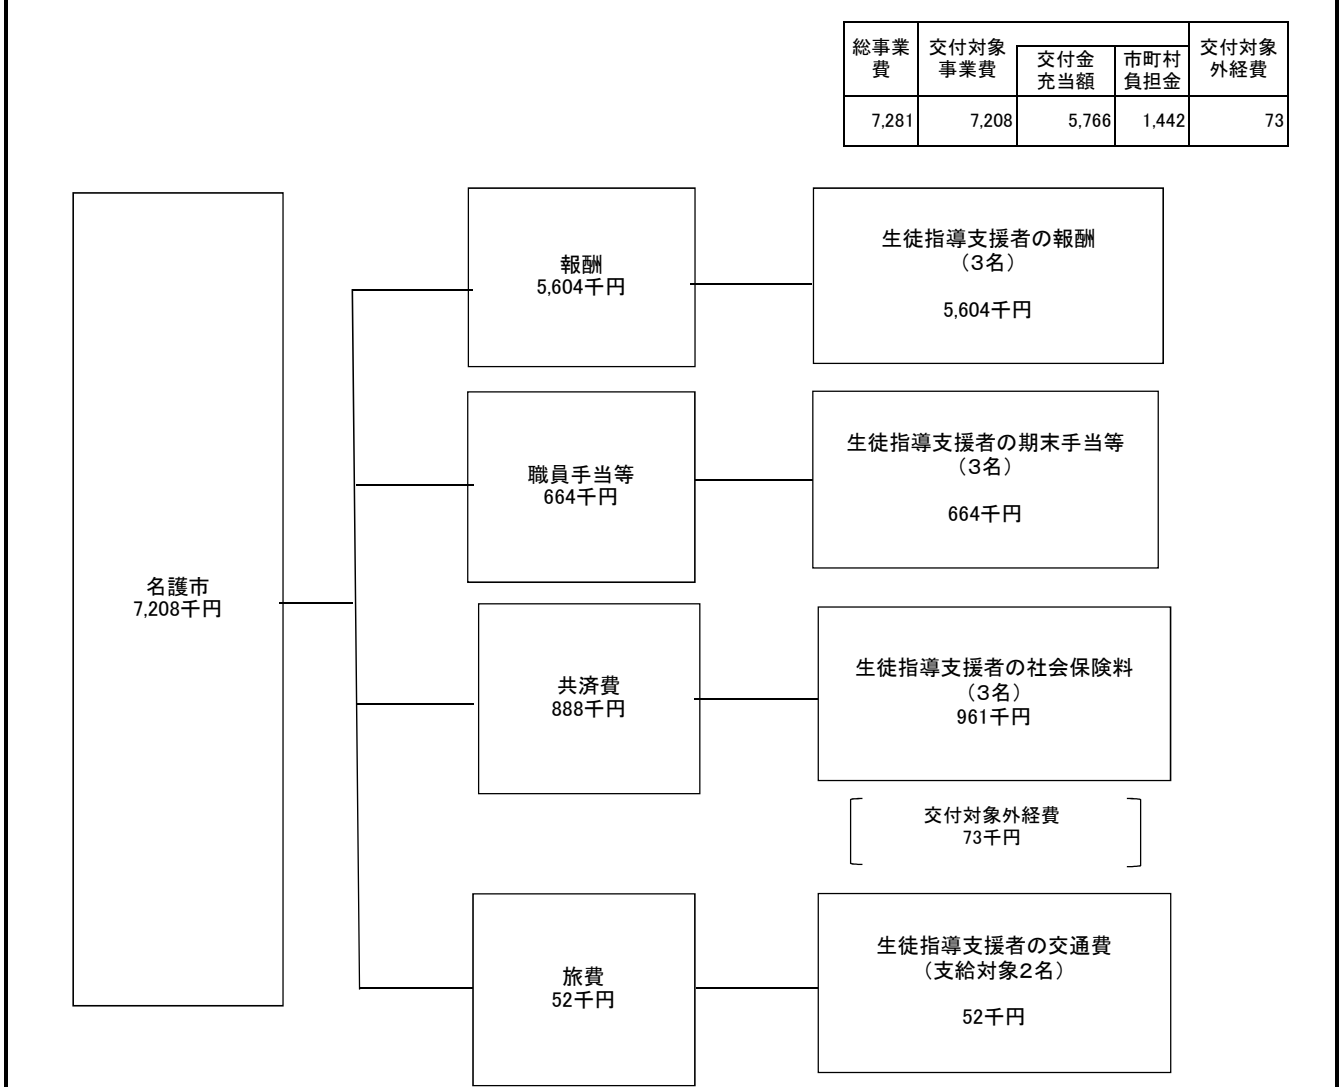 総事業費
交付対象事業費
交付金充当額
市町村負担金
交付対象外経費
7,281
7,208
5,766
1,442
73
名護市
7,208千円
報酬
5,604千円
生徒指導支援者の報酬
（３名）
5,604千円
職員手当等
664千円
生徒指導支援者の期末手当等
（３名）
664千円
共済費
888千円
生徒指導支援者の社会保険料
（３名）
961千円
交付対象外経費
73千円
旅費
52千円
生徒指導支援者の交通費
（支給対象２名）
52千円